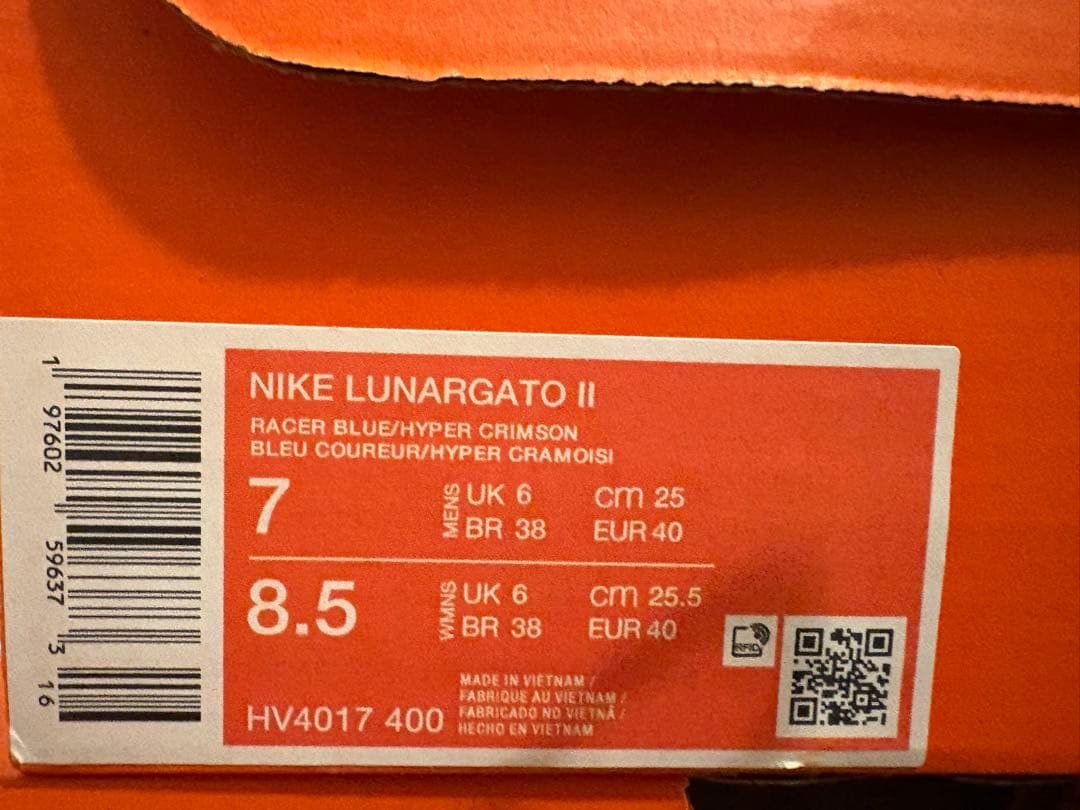 NIKE LUNARGATO II
RACER BLUE/HYPER CRIMSON
BLEU COUREUR/HYPER CRAMOISI
7 MENS UK 6 cm 25
BR 38 EUR 40
8.5 WMNS UK 6 cm 25.5
BR 38 EUR 40
RFID
MADE IN VIETNAM /
FABRIQUE AU VIETNAM /
FABRICADO NO VIETNÃ /
HECHO EN VIETNAM
HV4017 400
1 97602 59637 3 16